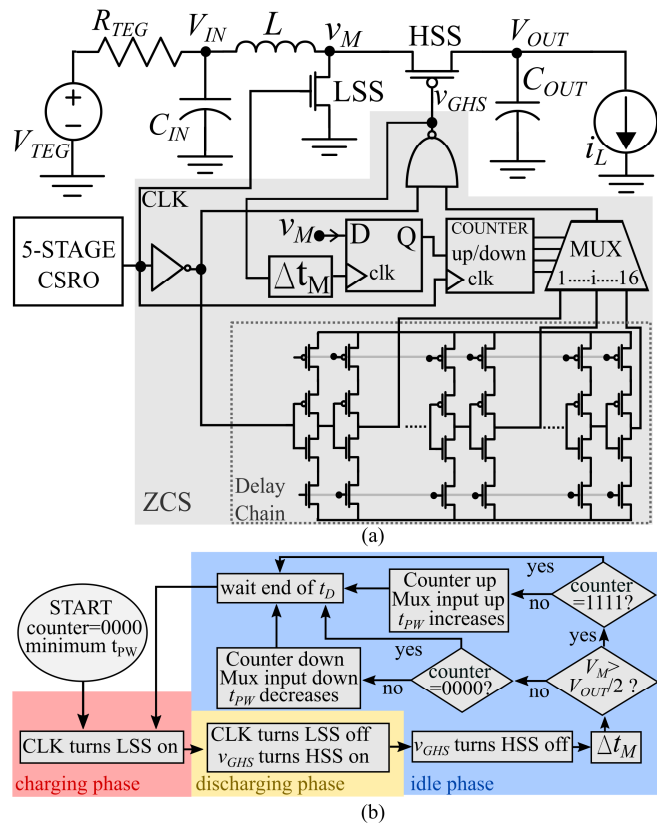 R_TEG
V_IN
L
v_M
HSS
V_OUT
LSS
v_GHS
C_OUT
C_IN
V_TEG
i_L
CLK
5-STAGE
CSRO
v_M
D Q
clk
Δt_M
COUNTER
up/down
clk
MUX
1.....i.....16
Delay
Chain
ZCS
(a)
START
counter=0000
minimum t_PW
wait end of t_D
yes
Counter up
Mux input up
t_PW increases
no
counter
=1111?
yes
Counter down
Mux input down
t_PW decreases
yes
no
counter
=0000?
no
V_M>
V_OUT/2 ?
CLK turns LSS on
CLK turns LSS off
v_GHS turns HSS on
v_GHS turns HSS off
Δt_M
charging phase
discharging phase
idle phase
(b)